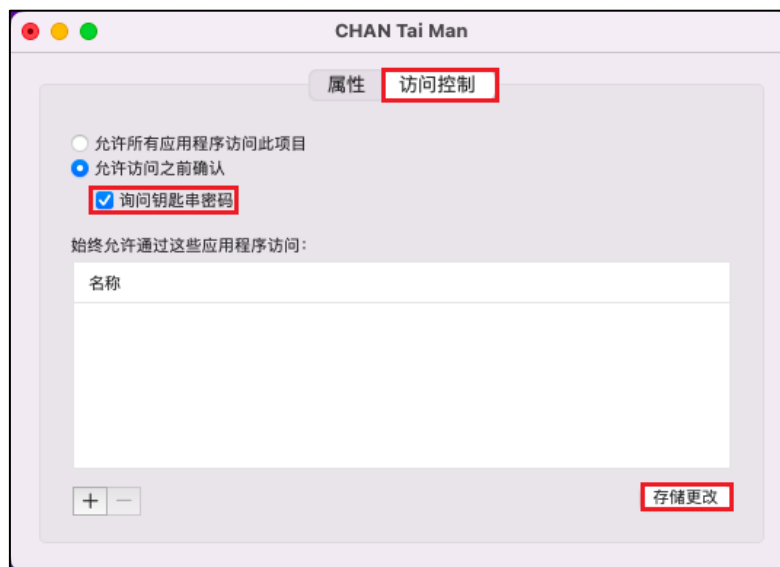 CHAN Tai Man
属性 访问控制
允许所有应用程序访问此项目
允许访问之前确认
询问钥匙串密码
始终允许通过这些应用程序访问:
名称
存储更改